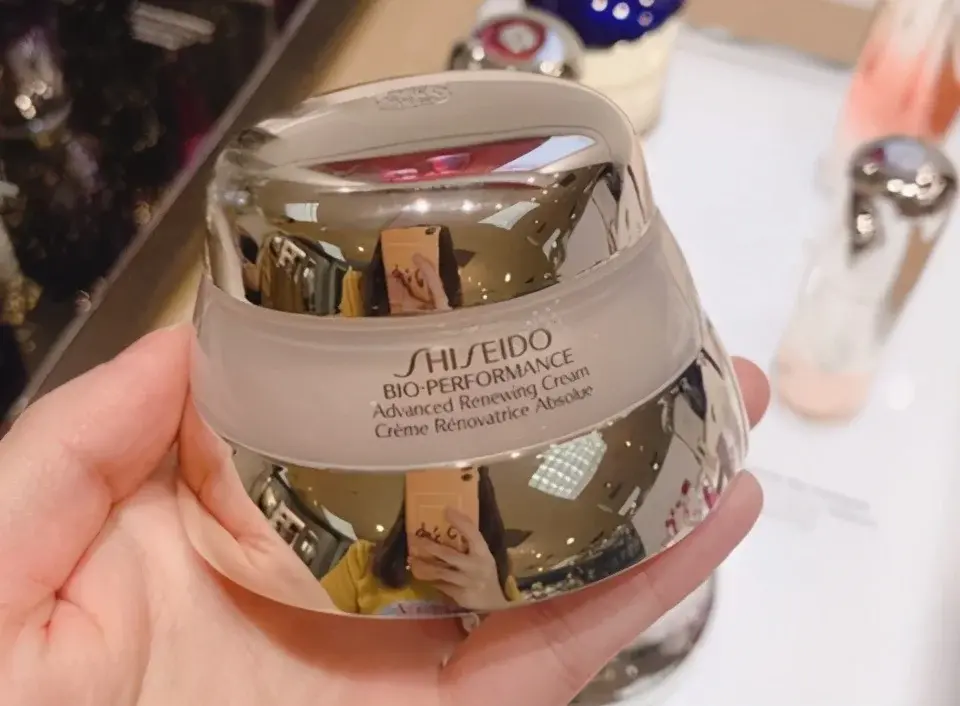 SHISEIDO
BIO-PERFORMANCE
Advanced Renewing Cream
Crème Rénovatrice Absolue